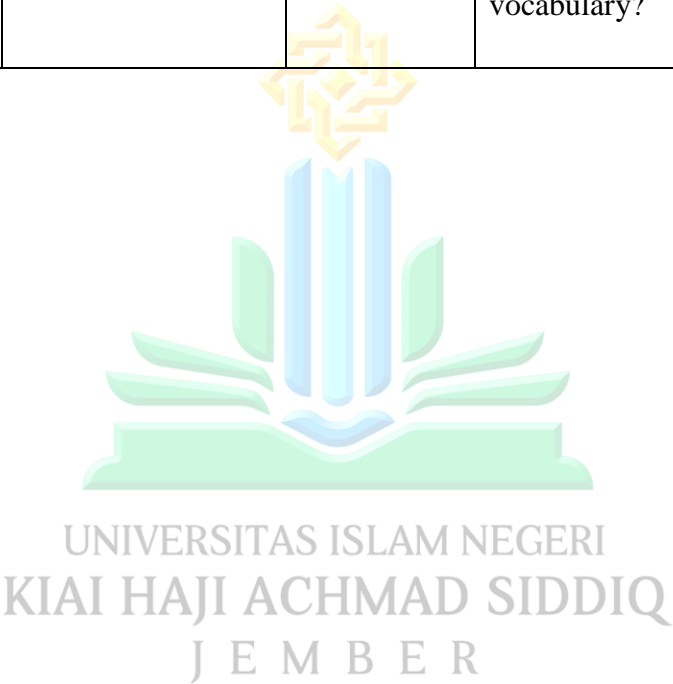 vocabulary?
UNIVERSITAS ISLAM NEGERI
KIAI HAJI ACHMAD SIDDIQ
J E M B E R